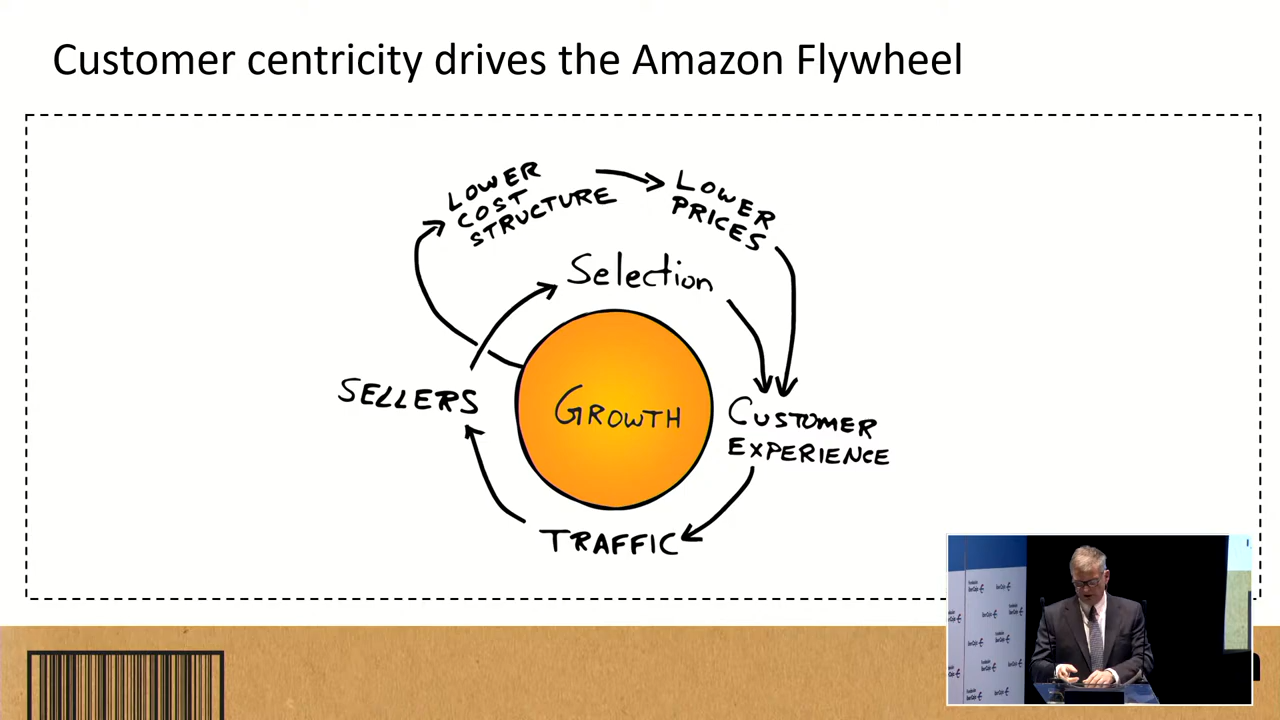 Customer centricity drives the Amazon Flywheel
LOWER
COST
STRUCTURE
LOWER
PRICES
Selection
SELLERS
GROWTH
CUSTOMER
EXPERIENCE
TRAFFIC